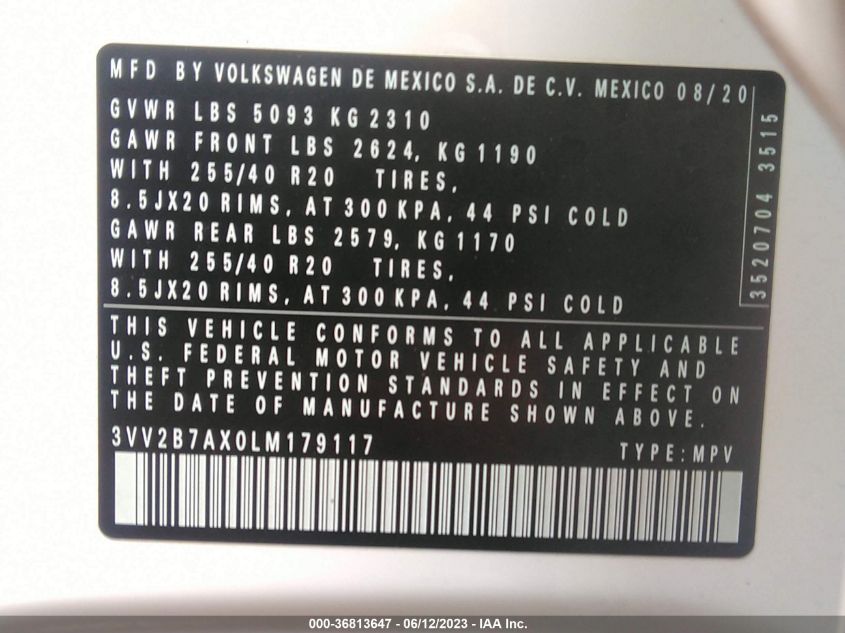 MFD BY VOLKSWAGEN DE MEXICO S.A. DE C.V. MEXICO 08/20
GVWR LBS 5093 KG 2310
GAWR FRONT LBS 2624, KG 1190
WITH 255/40 R20 TIRES,
8.5JX20 RIMS, AT 300 KPA, 44 PSI COLD
GAWR REAR LBS 2579, KG 1170
WITH 255/40 R20 TIRES,
8.5JX20 RIMS, AT 300 KPA, 44 PSI COLD
3520704 3515
THIS VEHICLE CONFORMS TO ALL APPLICABLE
U.S. FEDERAL MOTOR VEHICLE SAFETY AND
THEFT PREVENTION STANDARDS IN EFFECT ON
THE DATE OF MANUFACTURE SHOWN ABOVE.
3VV2B7AX0LM179117 TYPE:MPV
000-36813647 - 06/12/2023 - IAA Inc.